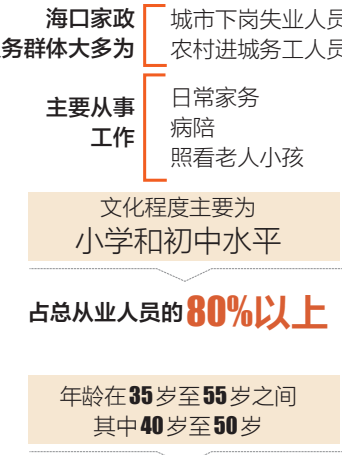 海口家政
务群体大多为
城市下岗失业人员
农村进城务工人员
主要从事
工作
日常家务
病陪
照看老人小孩
文化程度主要为
小学和初中水平
占总从业人员的80%以上
年龄在35岁至55岁之间
其中40岁至50岁